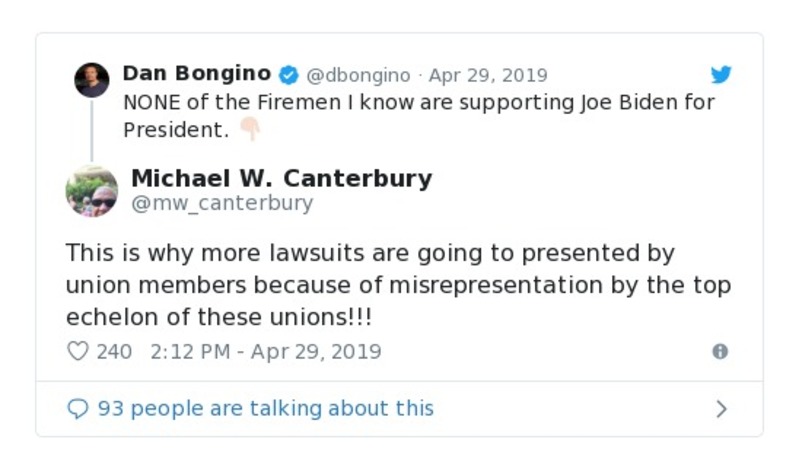 Dan Bongino @dbongino · Apr 29, 2019
NONE of the Firemen I know are supporting Joe Biden for
President. 👇🏻
Michael W. Canterbury
@mw_canterbury
This is why more lawsuits are going to presented by
union members because of misrepresentation by the top
echelon of these unions!!!
240 2:12 PM - Apr 29, 2019
93 people are talking about this